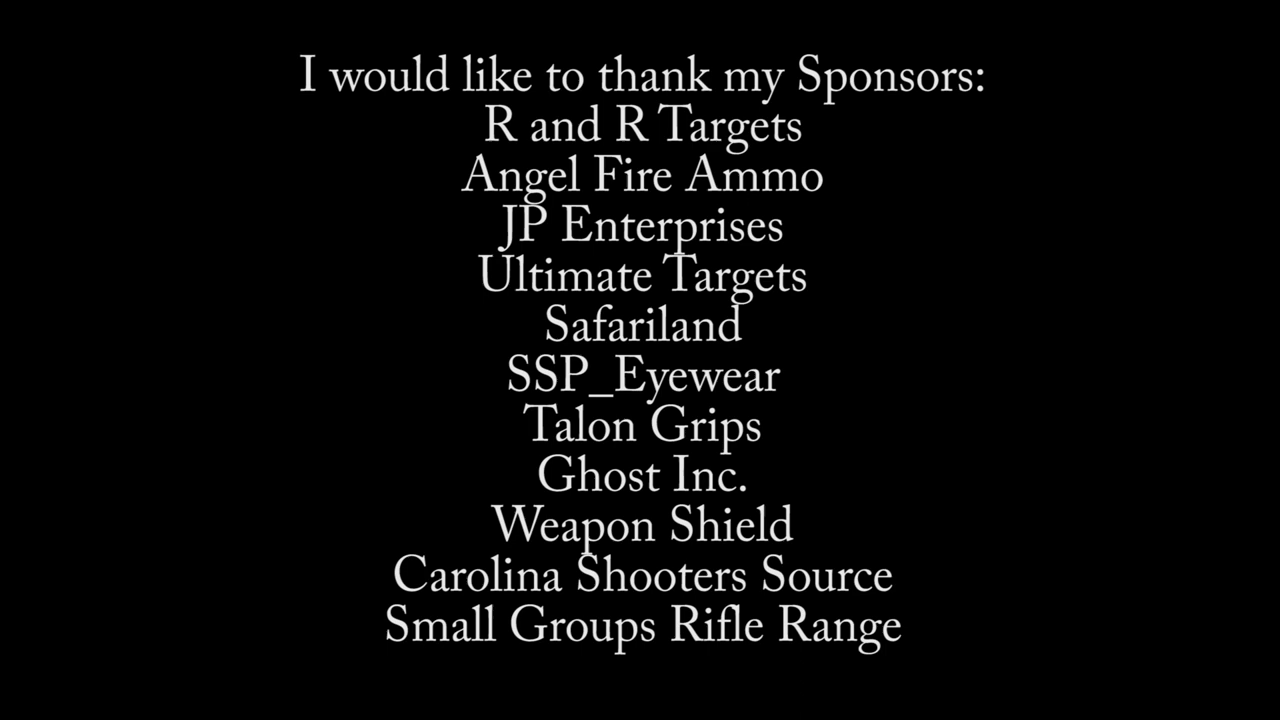 I would like to thank my Sponsors:
R and R Targets
Angel Fire Ammo
JP Enterprises
Ultimate Targets
Safariland
SSP_Eyewear
Talon Grips
Ghost Inc.
Weapon Shield
Carolina Shooters Source
Small Groups Rifle Range